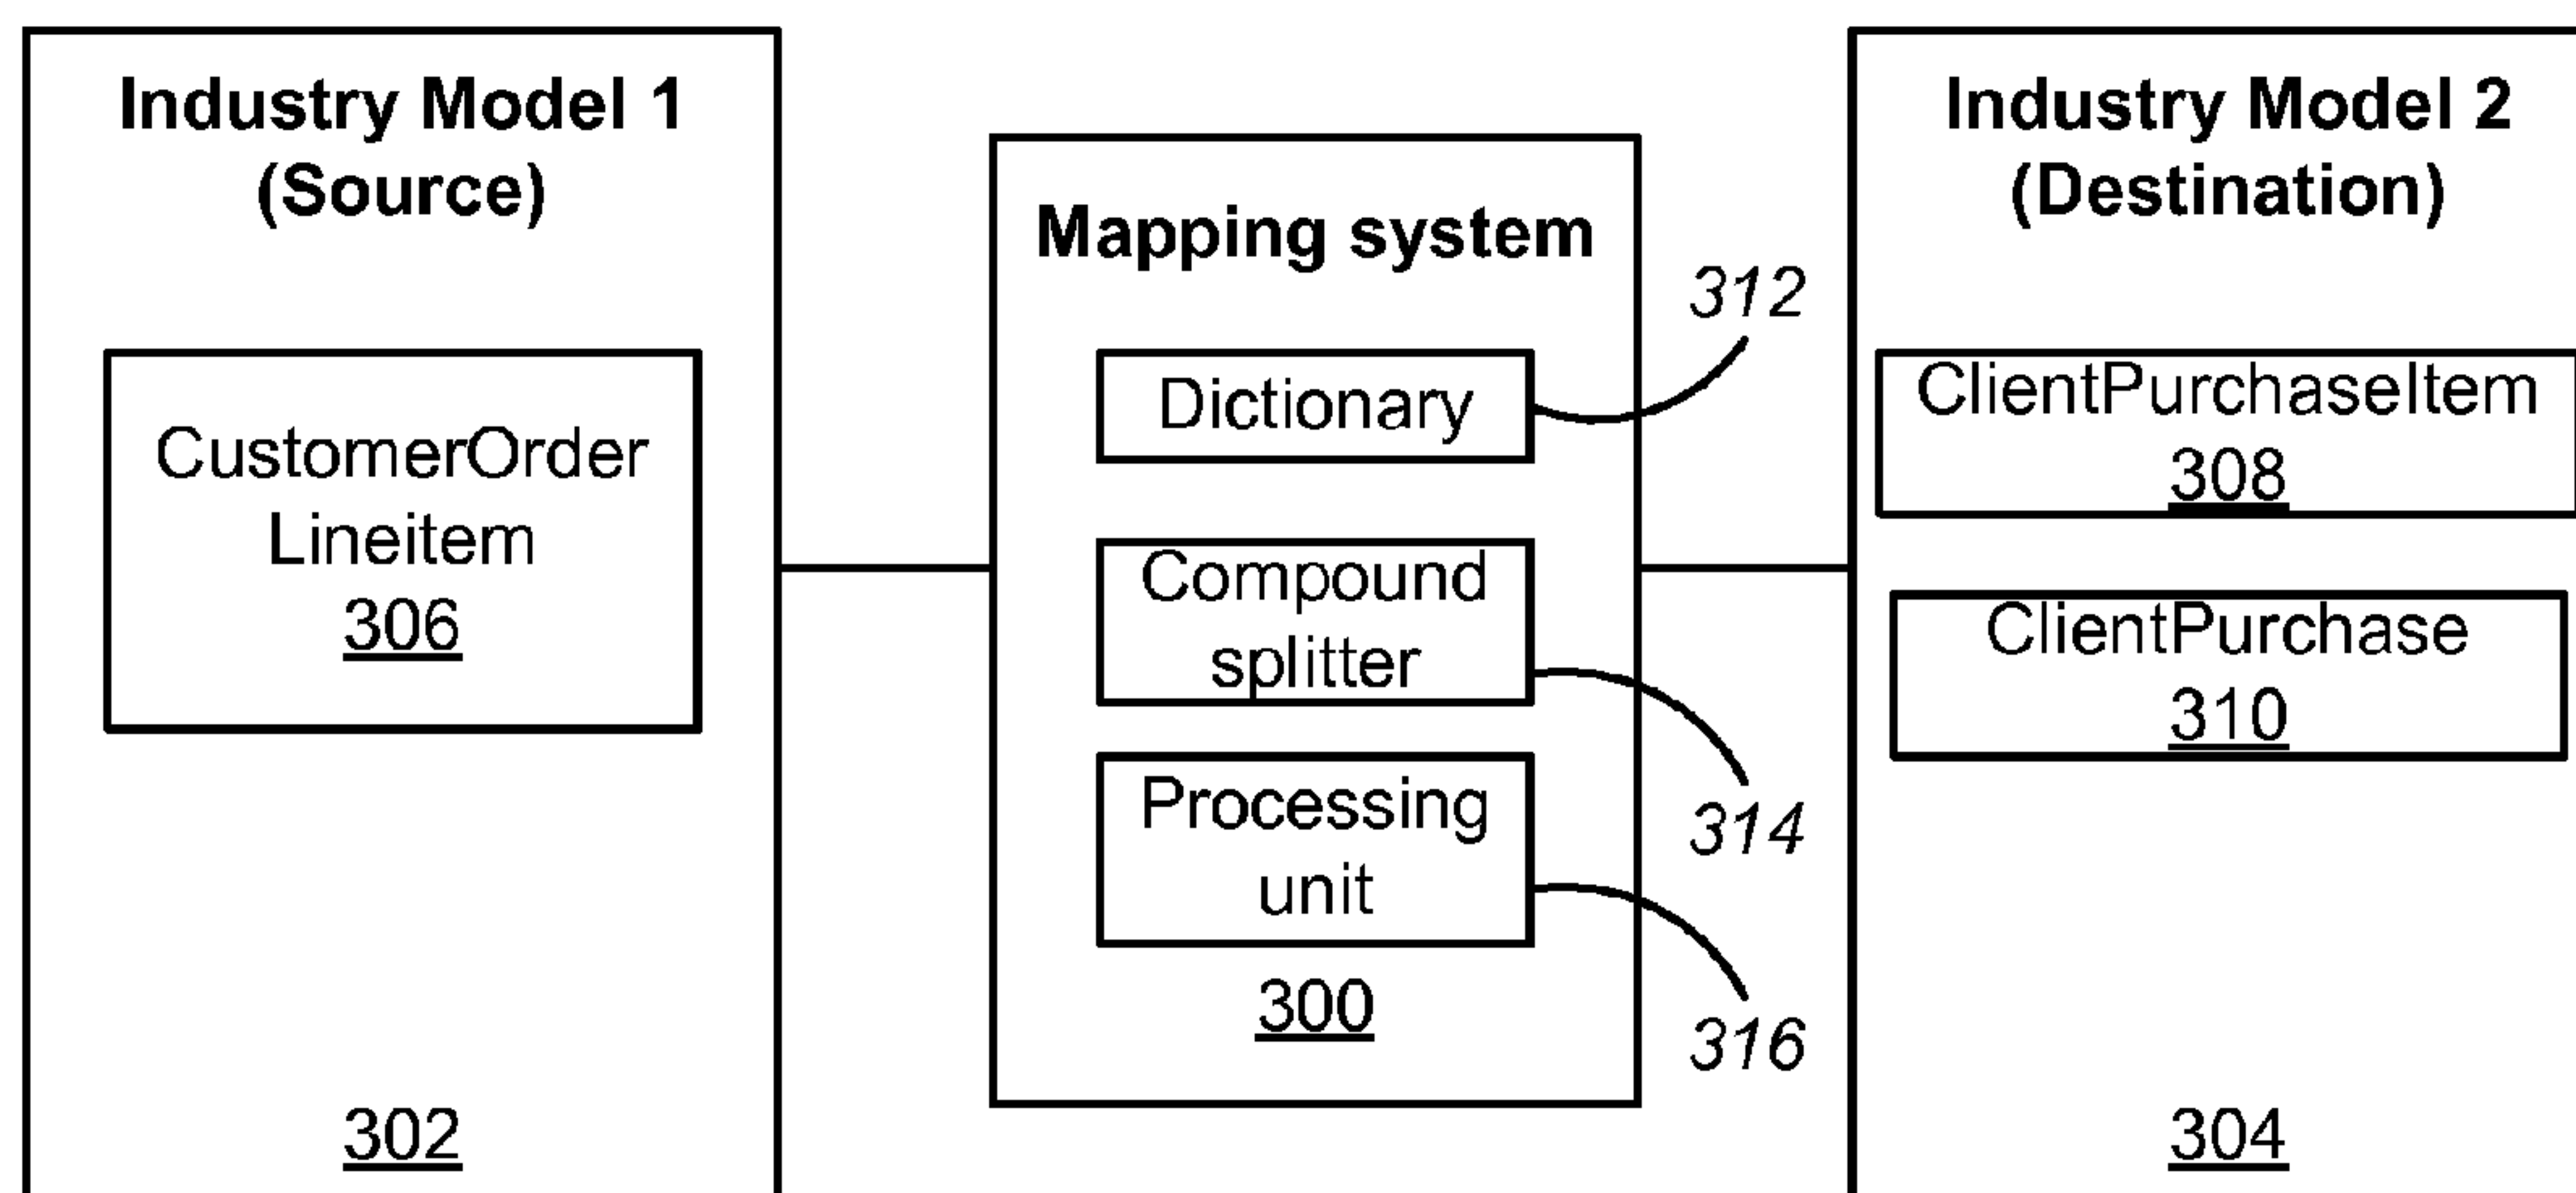 Industry Model 1
(Source)
CustomerOrder
Lineitem
306
302
Mapping system
Dictionary
Compound
splitter
Processing
unit
300
312
314
316
Industry Model 2
(Destination)
ClientPurchaseItem
308
ClientPurchase
310
304